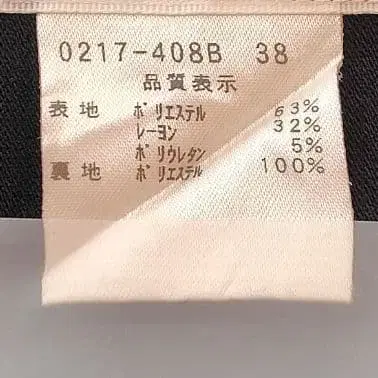 0217-408B 38
品質表示
表地 ポリエステル 63%
レーヨン 32%
ポリウレタン 5%
裏地 ポリエステル 100%